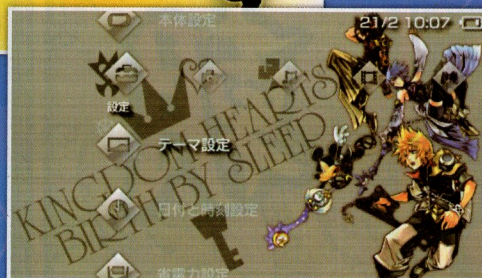 本体設定
21/2 10:07
設定
テーマ設定
KINGDOM HEARTS
BIRTH BY SLEEP
日付と時刻設定
省電力設定